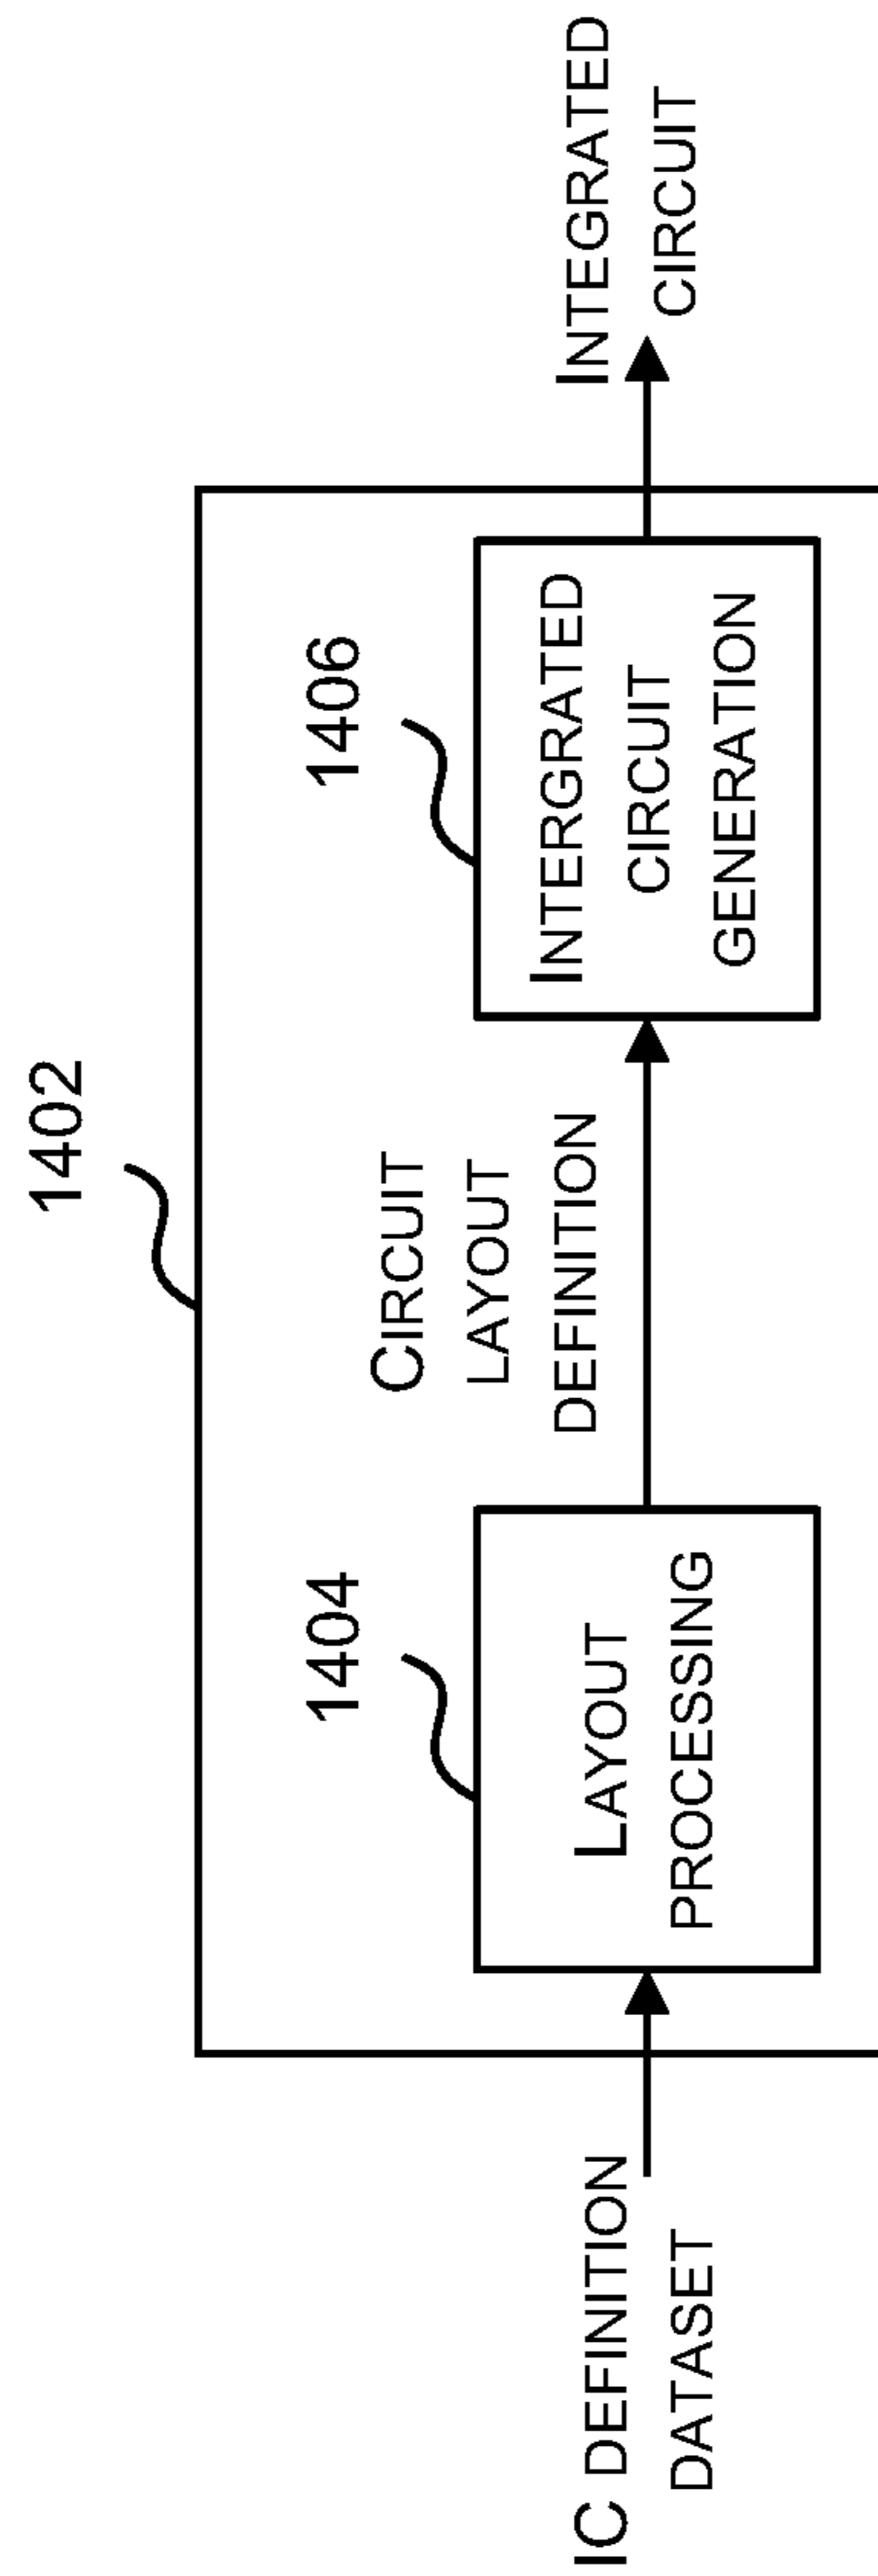 1402
1404
1406
IC DEFINITION
DATASET
LAYOUT
PROCESSING
CIRCUIT
LAYOUT
DEFINITION
INTERGRATED
CIRCUIT
GENERATION
INTEGRATED
CIRCUIT